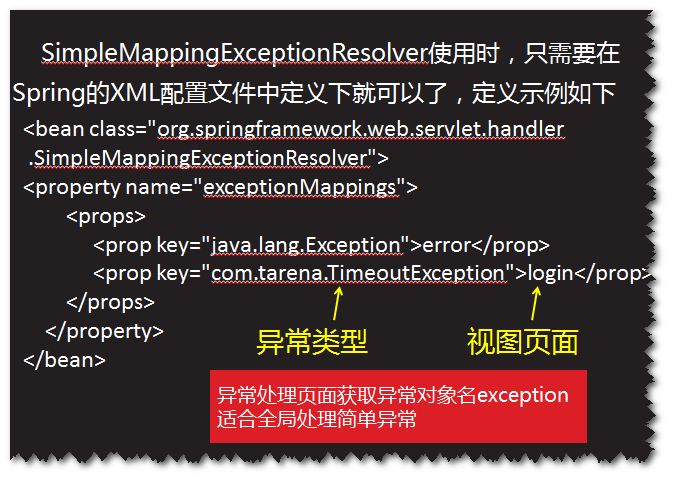 SimpleMappingExceptionResolver使用时，只需要在
Spring的XML配置文件中定义下就可以了，定义示例如下
<bean class="org.springframework.web.servlet.handler
.SimpleMappingExceptionResolver">
<property name="exceptionMappings">
<props>
<prop key="java.lang.Exception">error</prop>
<prop key="com.tarena.TimeoutException">login</prop>
</props>
</property>
</bean>
异常类型 视图页面
异常处理页面获取异常对象名exception
适合全局处理简单异常